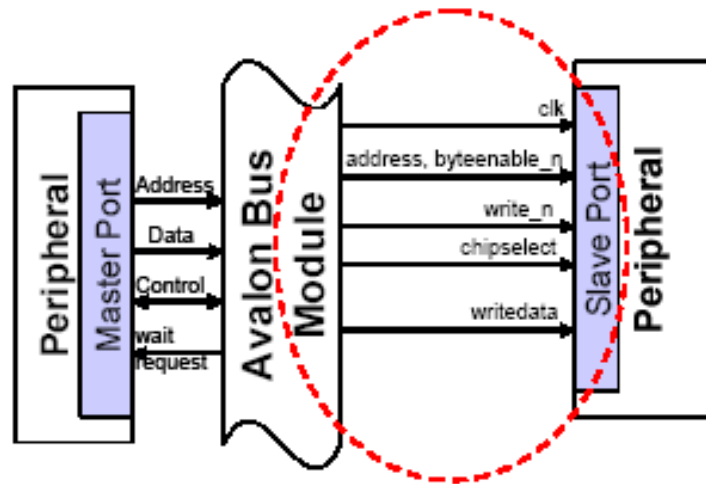 Peripheral
Master Port
Address
Data
Control
wait
request
Avalon Bus
Module
clk
address, byteenable_n
write_n
chipselect
writedata
Slave Port
Peripheral